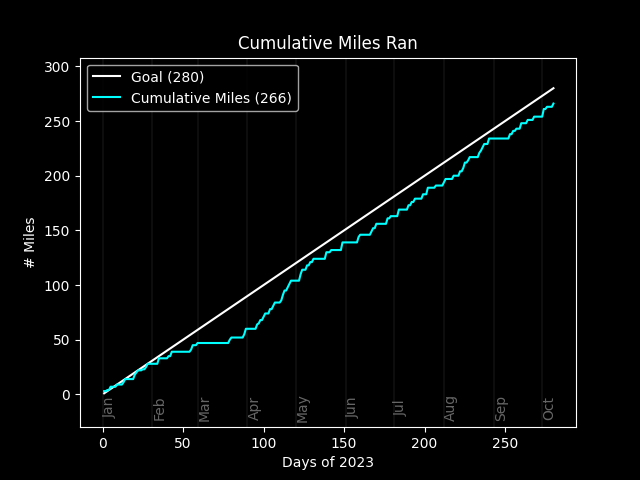 Cumulative Miles Ran
Goal (280)
Cumulative Miles (266)
300
250
200
150
100
50
0
# Miles
Jan
Feb
Mar
Apr
May
Jun
Jul
Aug
Sep
Oct
0 50 100 150 200 250
Days of 2023